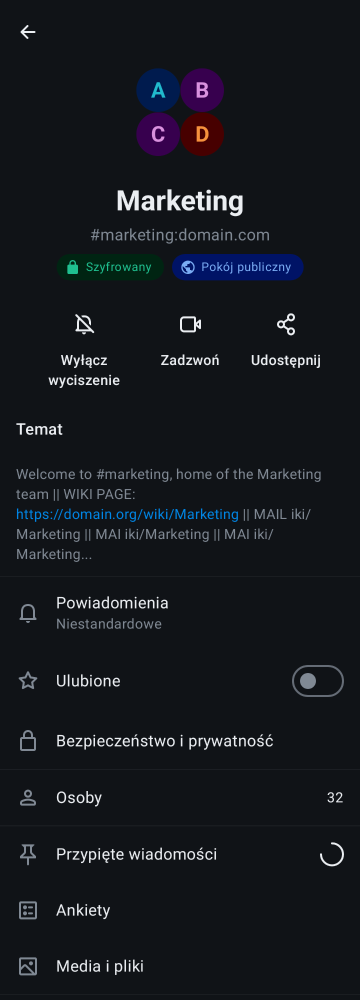 A B
C D
Marketing
#marketing:domain.com
Szyfrowany Pokój publiczny
Wyłącz Zadzwoń Udostępnij
wyciszenie
Temat
Welcome to #marketing, home of the Marketing
team || WIKI PAGE:
https://domain.org/wiki/Marketing || MAIL iki/
Marketing || MAI iki/Marketing || MAI iki/
Marketing...
Powiadomienia
Niestandardowe
Ulubione
Bezpieczeństwo i prywatność
Osoby 32
Przypięte wiadomości
Ankiety
Media i pliki